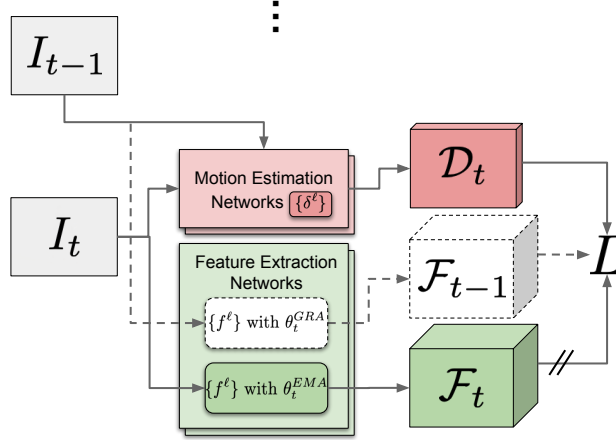 ⋮
I_{t-1}
Motion Estimation
Networks {δ^ℓ}
𝒟_t
I_t
Feature Extraction
Networks
ℱ_{t-1}
L
{f^ℓ} with θ_t^{GRA}
{f^ℓ} with θ_t^{EMA}
ℱ_t